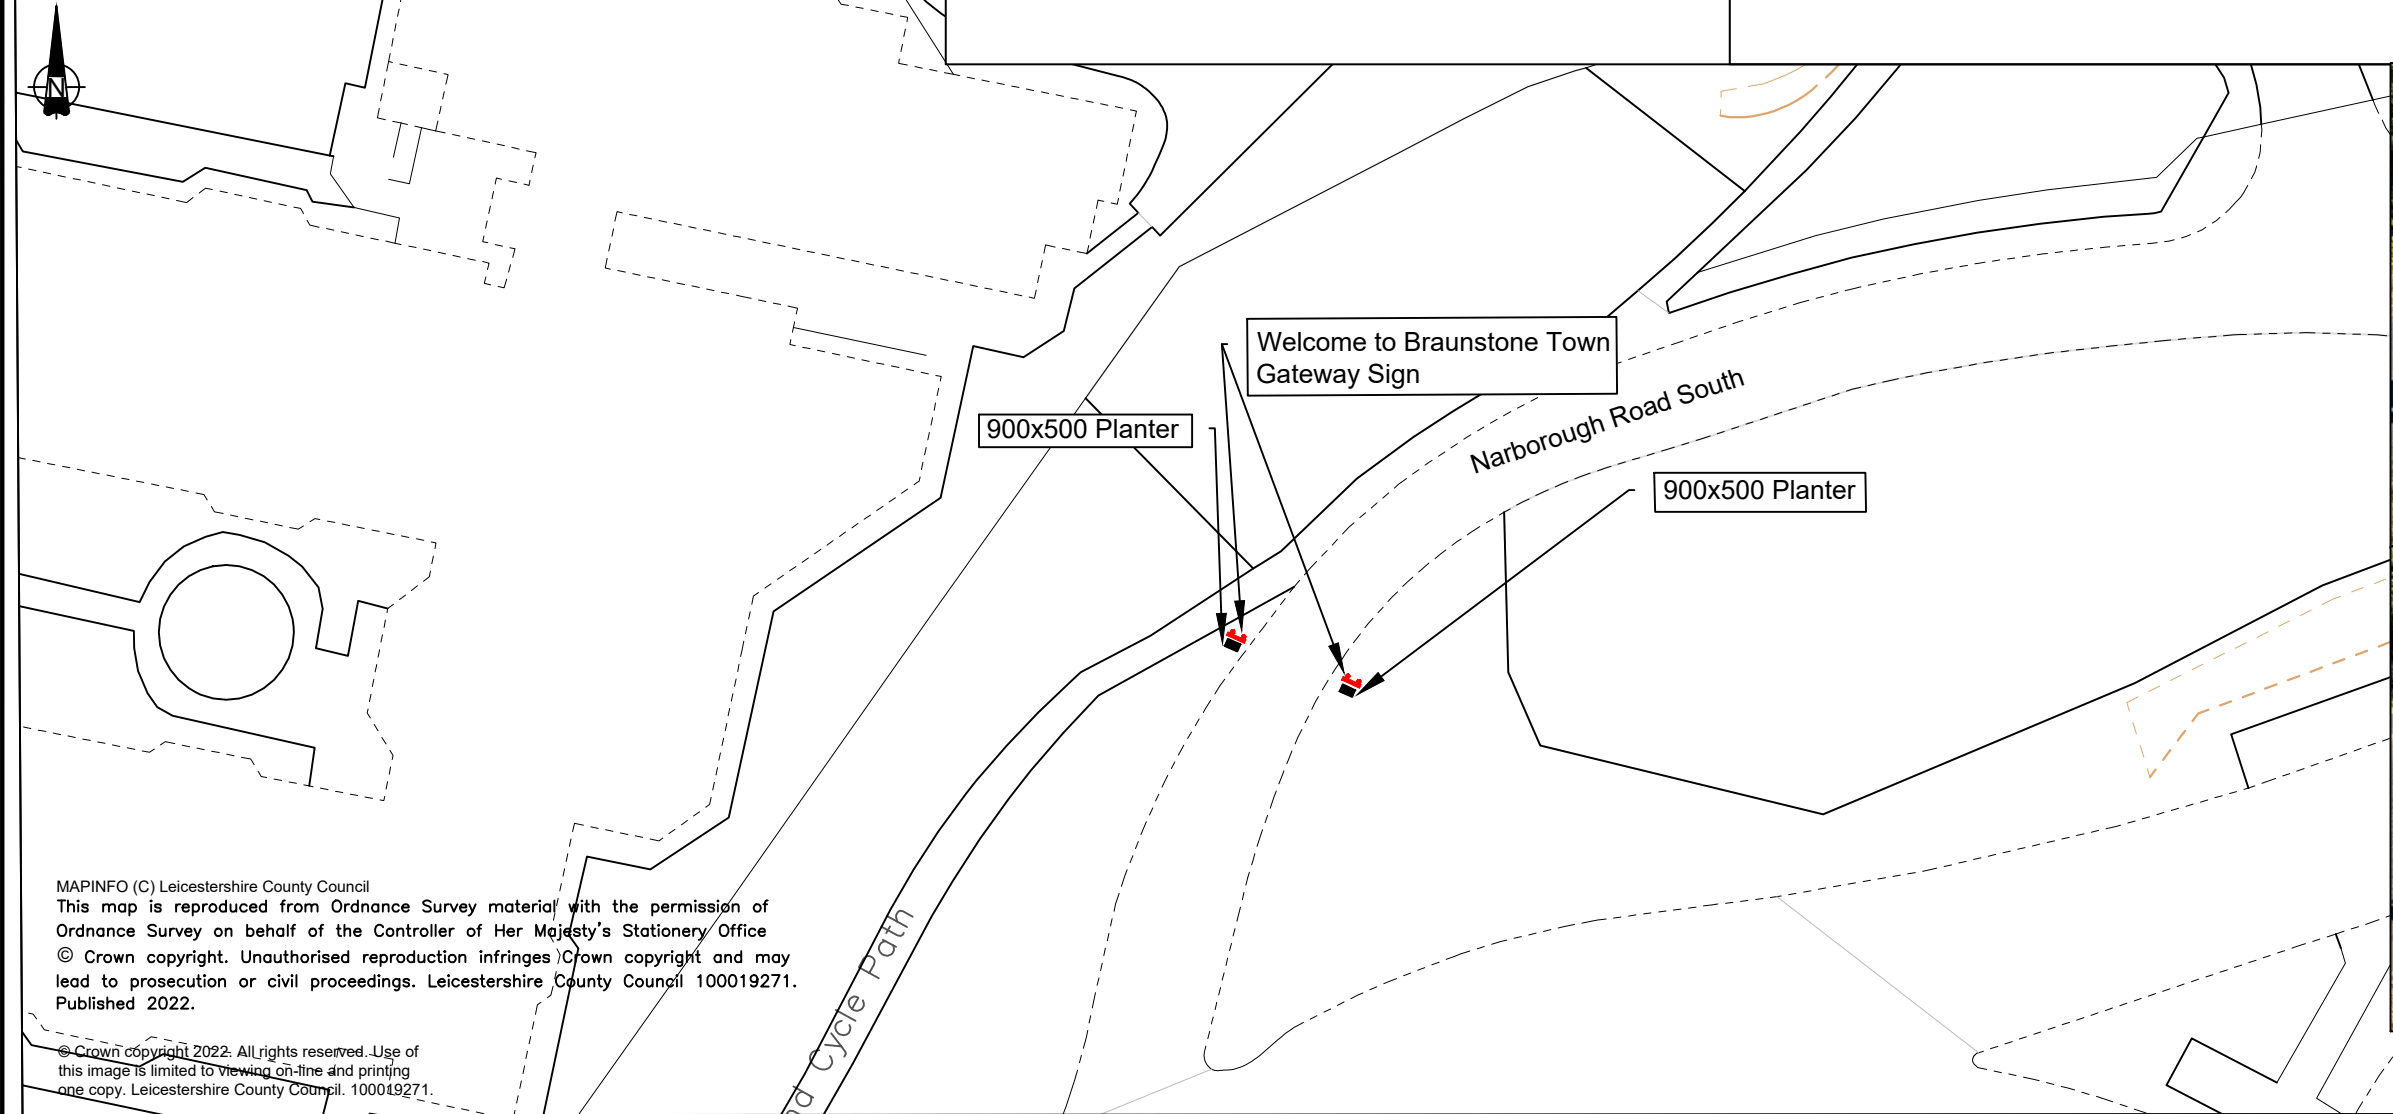 N
Welcome to Braunstone Town
Gateway Sign
900x500 Planter
Narborough Road South
900x500 Planter
MAPINFO (C) Leicestershire County Council
This map is reproduced from Ordnance Survey material with the permission of
Ordnance Survey on behalf of the Controller of Her Majesty's Stationery Office
© Crown copyright. Unauthorised reproduction infringes Crown copyright and may
lead to prosecution or civil proceedings. Leicestershire County Council 100019271.
Published 2022.
© Crown copyright 2022. All rights reserved. Use of
this image is limited to viewing on-line and printing
one copy. Leicestershire County Council. 100019271.
nd Cycle Path